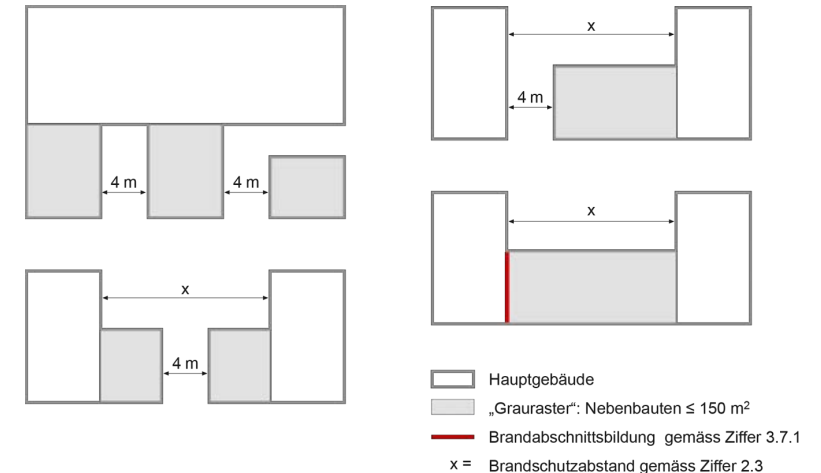 x
4 m
4 m
4 m
x
x
4 m
Hauptgebäude
„Grauraster“: Nebenbauten ≤ 150 m²
Brandabschnittsbildung gemäss Ziffer 3.7.1
x = Brandschutzabstand gemäss Ziffer 2.3